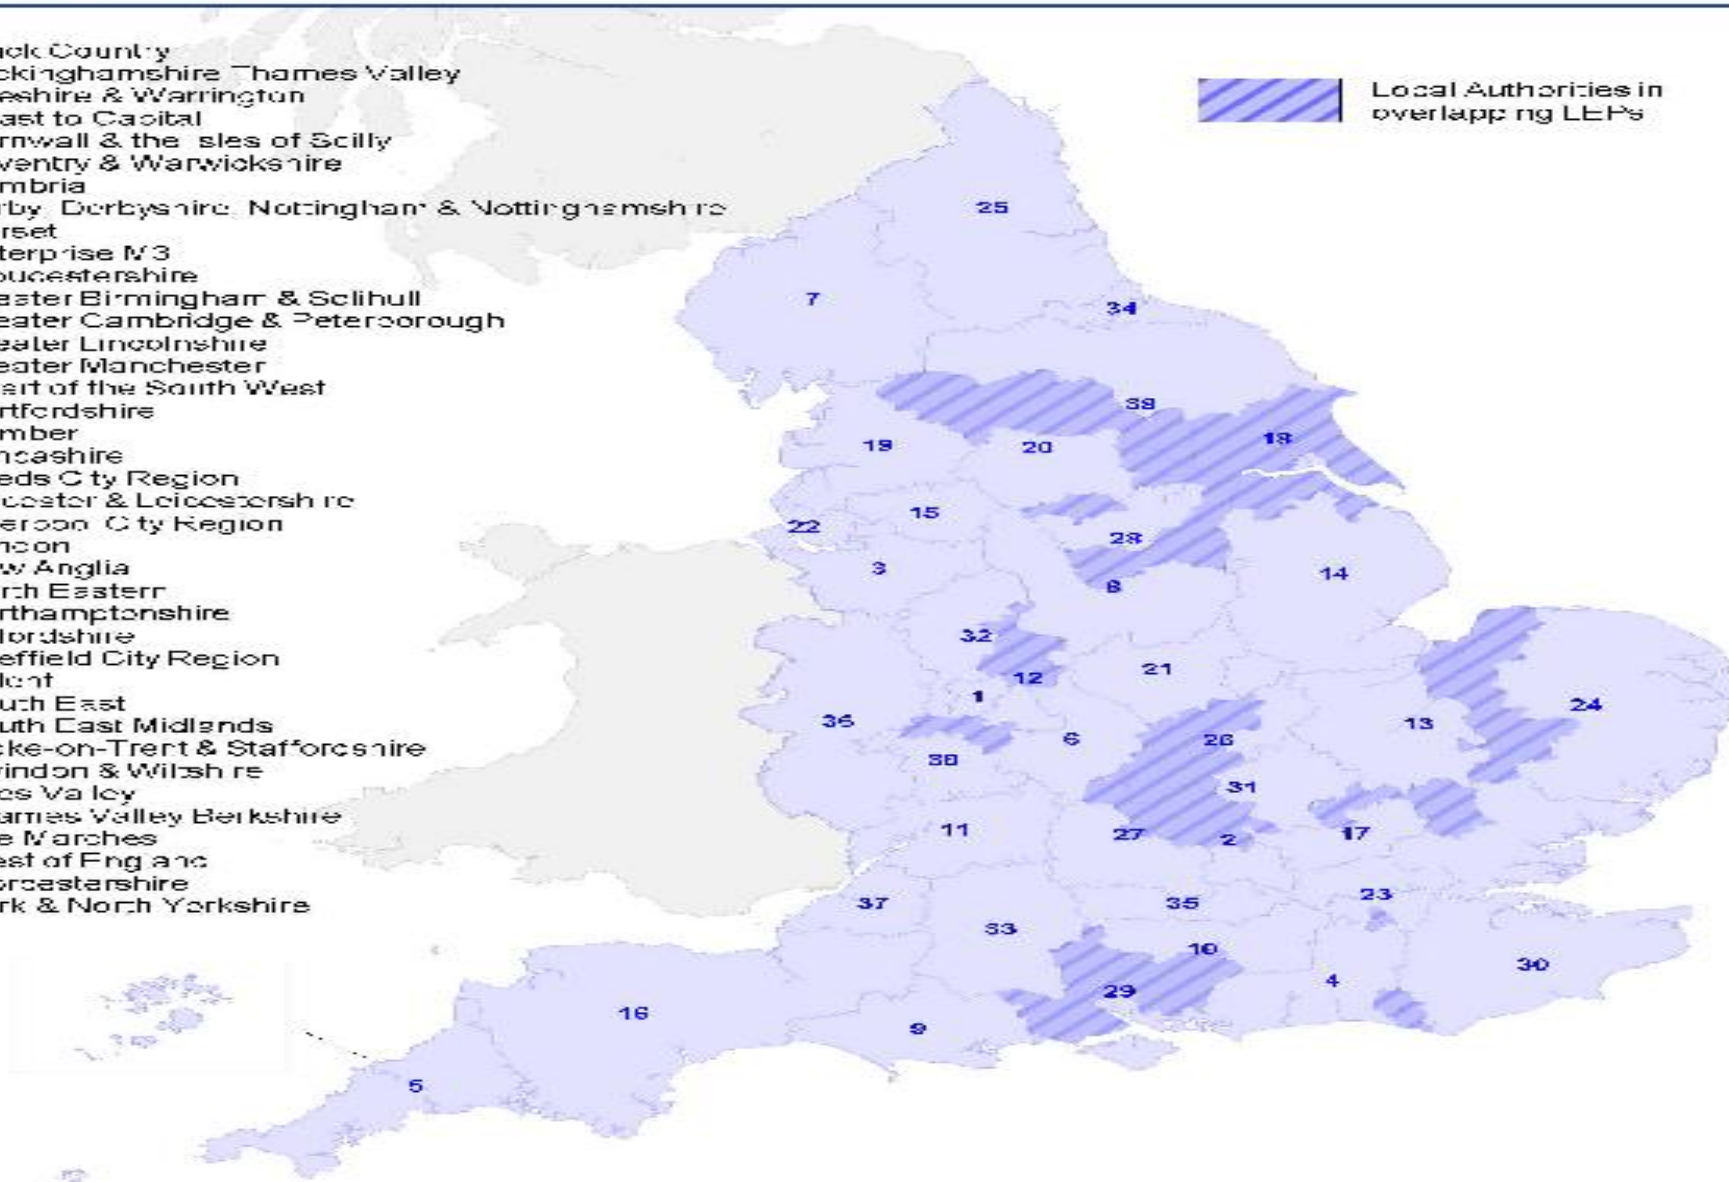 ack Country
ckinghamshire Thames Valley
eshire & Warrington
ast to Capital
rnwall & the Isles of Scilly
ventry & Warwickshire
mbria
rby, Derbyshire, Nottingham & Nottinghamshire
rset
terprise M3
oucestershire
eater Birmingham & Solihull
eater Cambridge & Peterborough
eater Lincolnshire
eater Manchester
art of the South West
rtfordshire
mber
ncashire
eds City Region
cester & Leicestershire
erpool City Region
ndon
w Anglia
rth Eastern
rthamptonshire
fordshire
effield City Region
lent
uth East
uth East Midlands
oke-on-Trent & Staffordshire
vindon & Wiltshire
es Valley
ames Valley Berkshire
e Marches
est of England
orcestershire
rk & North Yorkshire
Local Authorities in
overlapping LEPs
25
7
34
39
18
19
20
15
22
28
3
14
8
32
21
12
1
24
36
13
6
26
38
31
11
27
17
2
23
37
35
33
10
30
4
29
16
9
5